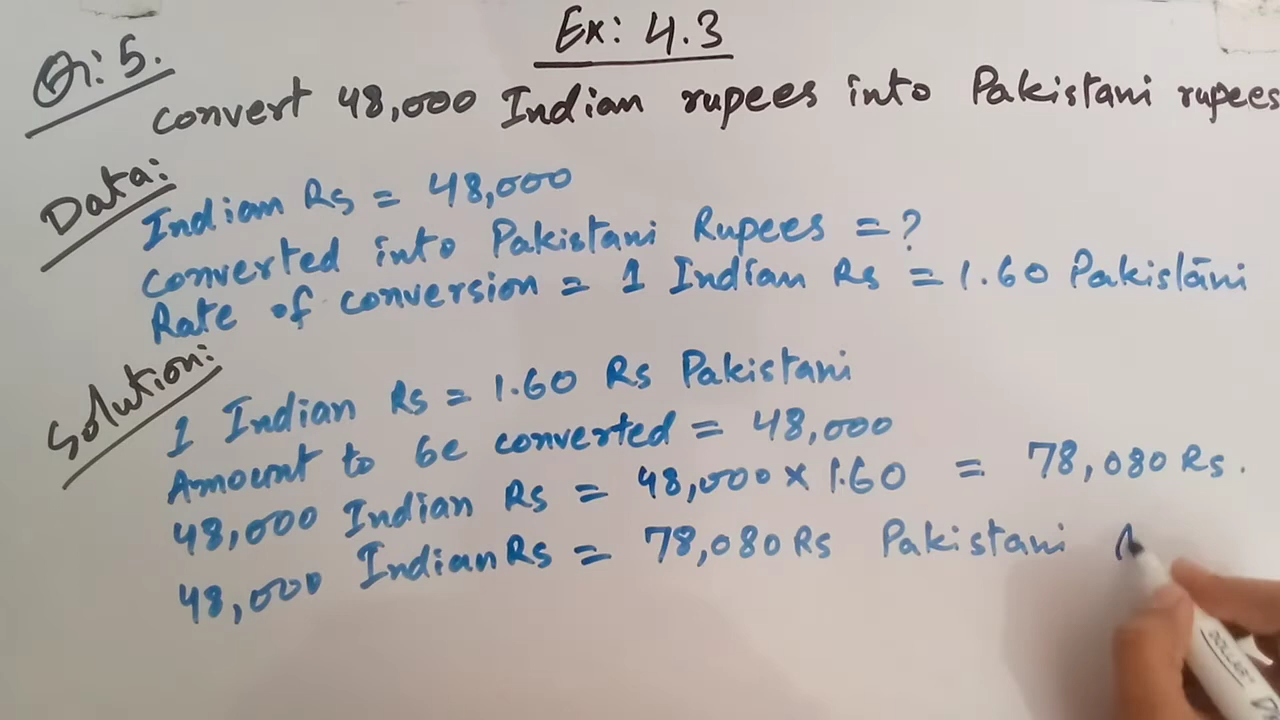 Ex: 4.3
Q: 5.
convert 48,000 Indian rupees into Pakistani rupees
Data:
Indian Rs = 48,000
converted into Pakistani Rupees = ?
Rate of conversion = 1 Indian Rs = 1.60 Pakistani
Solution:
1 Indian Rs = 1.60 Rs Pakistani
Amount to be converted = 48,000
48,000 Indian Rs = 48,000 x 1.60 = 78,080 Rs.
48,000 Indian Rs = 78,080 Rs Pakistani
DOLLAR